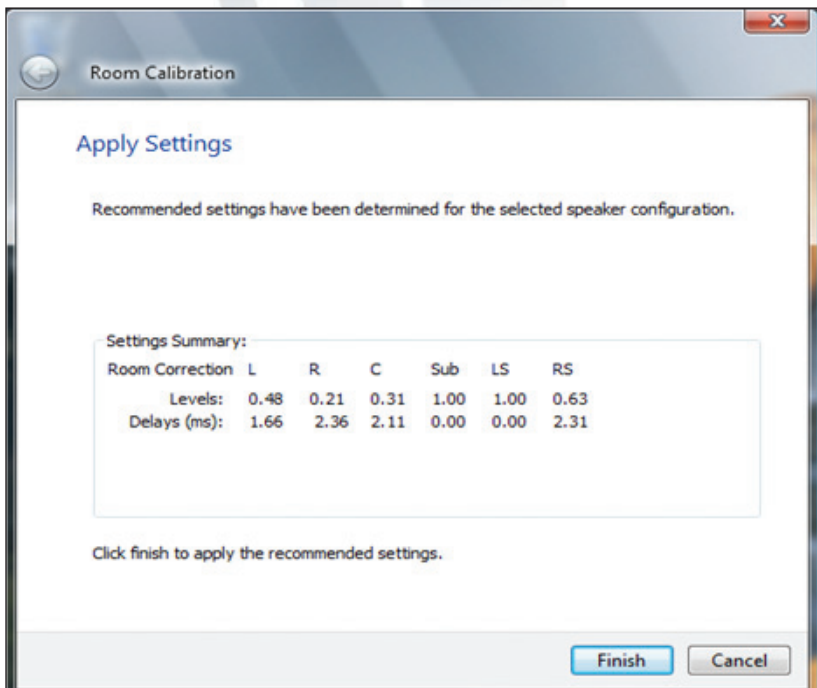 Room Calibration
Apply Settings
Recommended settings have been determined for the selected speaker configuration.
Settings Summary:
Room Correction L R C Sub LS RS
Levels: 0.48 0.21 0.31 1.00 1.00 0.63
Delays (ms): 1.66 2.36 2.11 0.00 0.00 2.31
Click finish to apply the recommended settings.
Finish Cancel